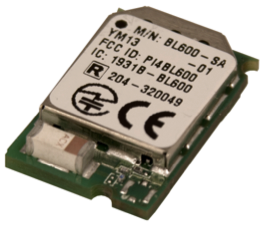 M/N: BL600-SA
YM13 -01
FCC ID: PI4BL600
IC: 1931B-BL600
R 204-320049
CE